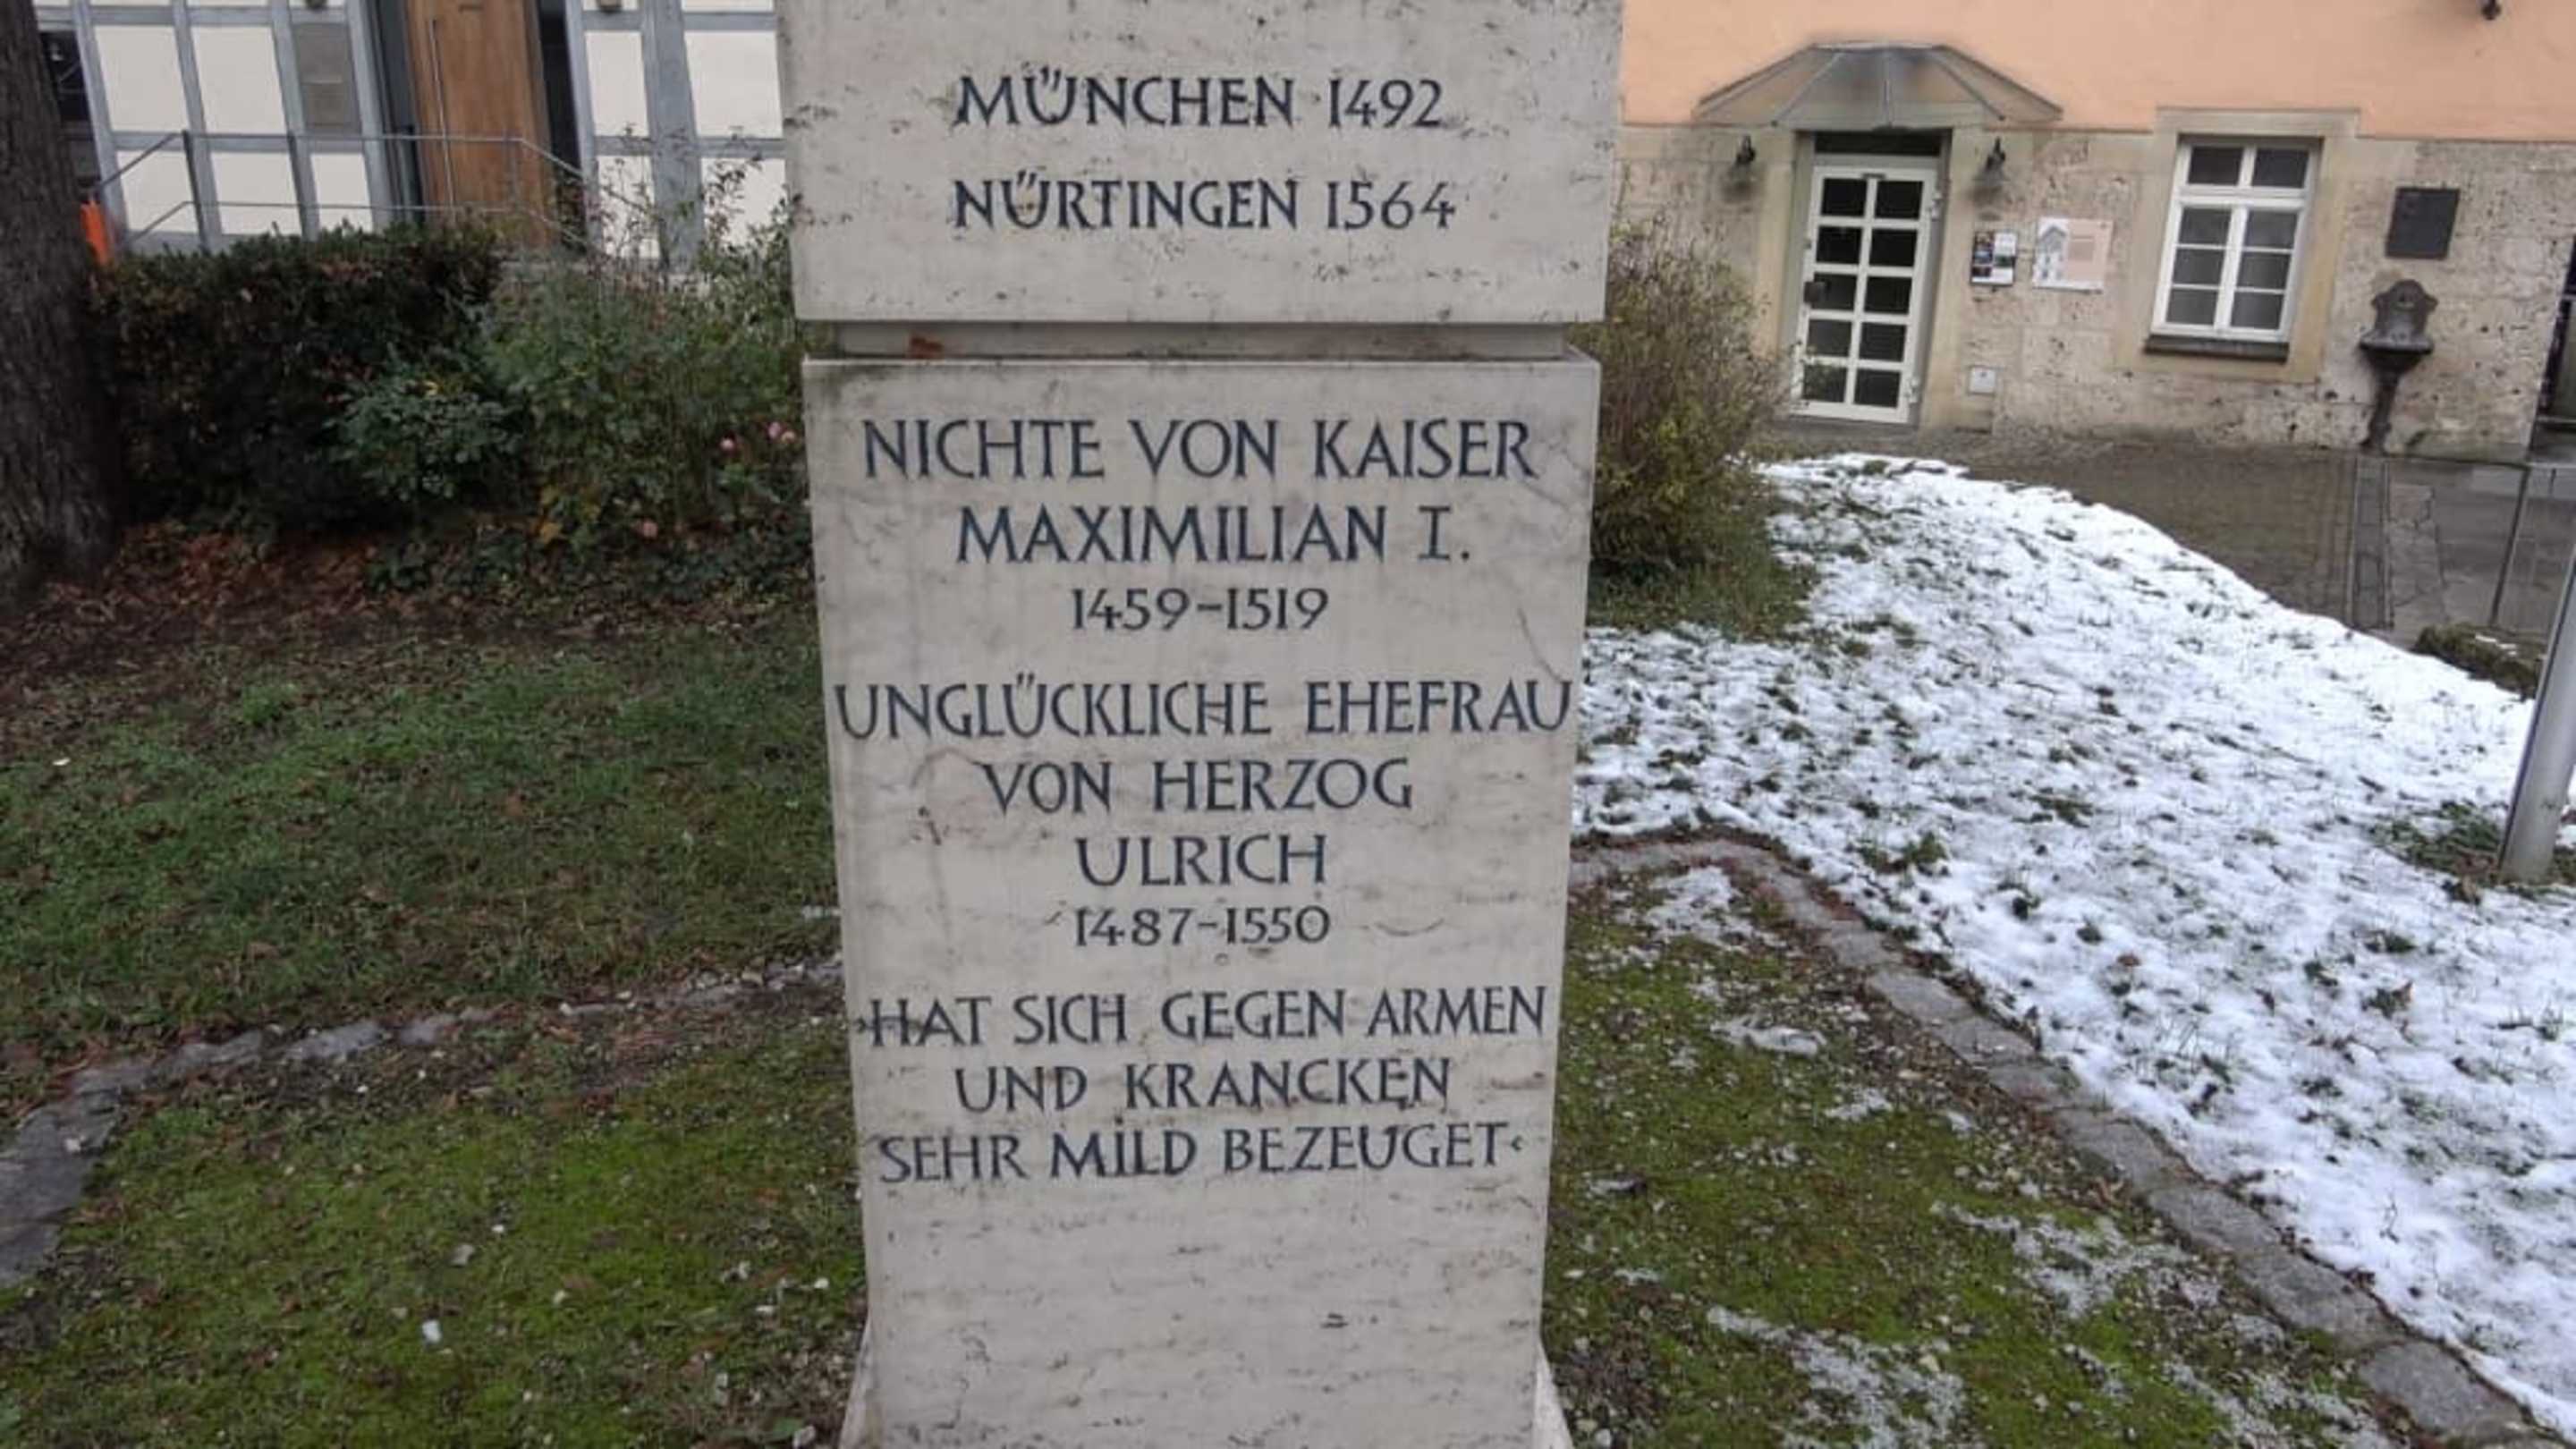 MÜNCHEN 1492
NÜRTINGEN 1564
NICHTE VON KAISER
MAXIMILIAN I.
1459-1519
UNGLÜCKLICHE EHEFRAU
VON HERZOG
ULRICH
1487-1550
›HAT SICH GEGEN ARMEN
UND KRANCKEN
SEHR MILD BEZEUGET‹